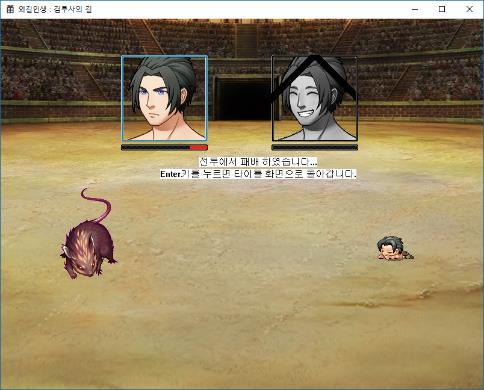 외길인생 : 검투사의 길
전투에서 패배 하였습니다...
Enter키를 누르면 타이틀 화면으로 돌아갑니다.